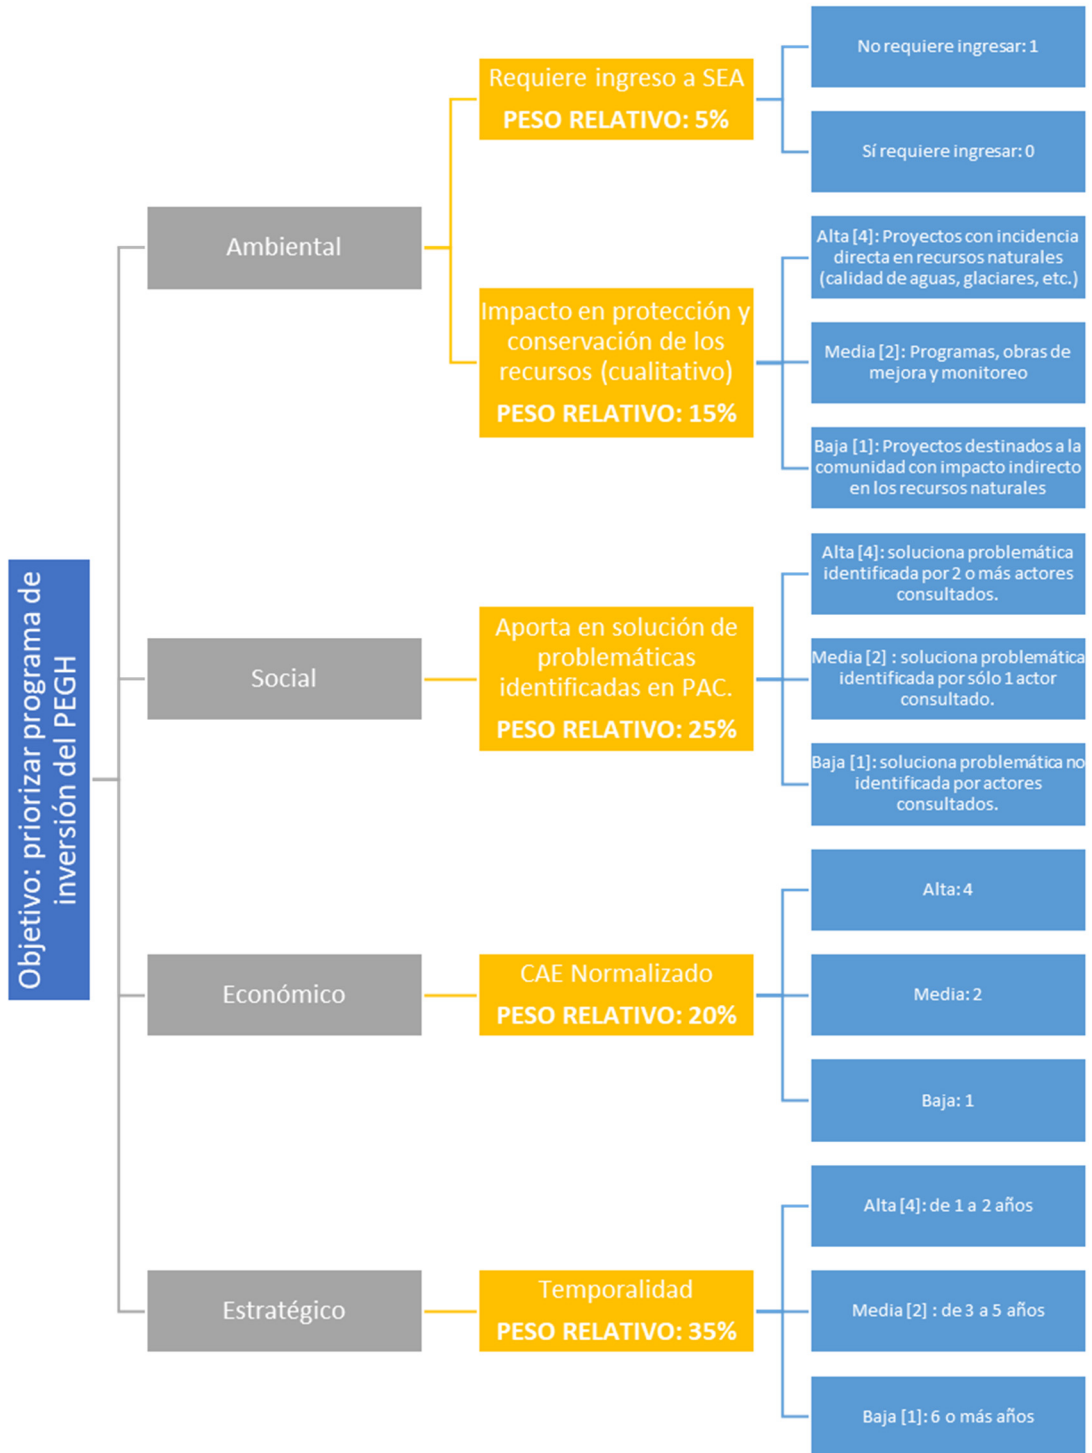 Objetivo: priorizar programa de
inversión del PEGH
Ambiental
Requiere ingreso a SEA
PESO RELATIVO: 5%
No requiere ingresar: 1
Sí requiere ingresar: 0
Impacto en protección y
conservación de los
recursos (cualitativo)
PESO RELATIVO: 15%
Alta [4]: Proyectos con incidencia
directa en recursos naturales
(calidad de aguas, glaciares, etc.)
Media [2]: Programas, obras de
mejora y monitoreo
Baja [1]: Proyectos destinados a la
comunidad con impacto indirecto
en los recursos naturales
Social
Aporta en solución de
problemáticas
identificadas en PAC.
PESO RELATIVO: 25%
Alta [4]: soluciona problemática
identificada por 2 o más actores
consultados.
Media [2] : soluciona problemática
identificada por sólo 1 actor
consultado.
Baja [1]: soluciona problemática no
identificada por actores
consultados.
Económico
CAE Normalizado
PESO RELATIVO: 20%
Alta: 4
Media: 2
Baja: 1
Estratégico
Temporalidad
PESO RELATIVO: 35%
Alta [4]: de 1 a 2 años
Media [2] : de 3 a 5 años
Baja [1]: 6 o más años